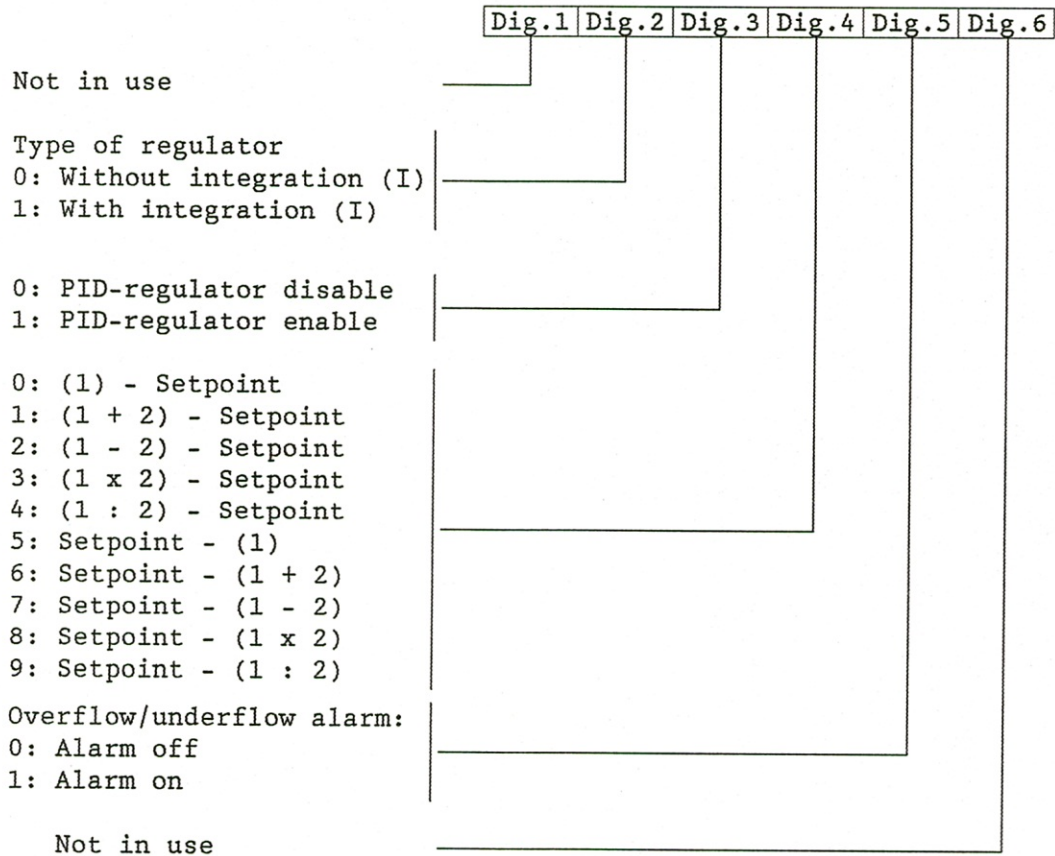 Dig.1 Dig.2 Dig.3 Dig.4 Dig.5 Dig.6
Not in use
Type of regulator
0: Without integration (I)
1: With integration (I)
0: PID-regulator disable
1: PID-regulator enable
0: (1) - Setpoint
1: (1 + 2) - Setpoint
2: (1 - 2) - Setpoint
3: (1 x 2) - Setpoint
4: (1 : 2) - Setpoint
5: Setpoint - (1)
6: Setpoint - (1 + 2)
7: Setpoint - (1 - 2)
8: Setpoint - (1 x 2)
9: Setpoint - (1 : 2)
Overflow/underflow alarm:
0: Alarm off
1: Alarm on
Not in use